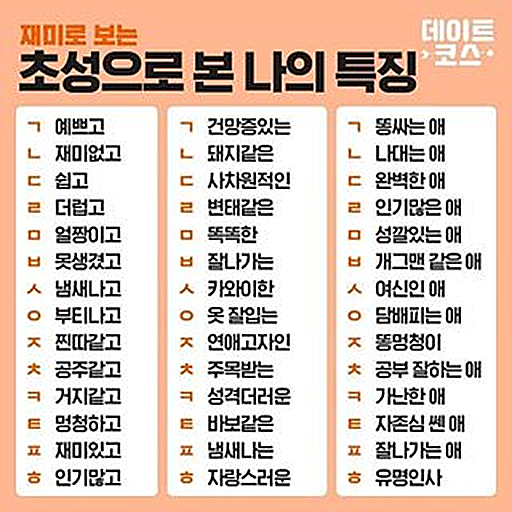 재미로 보는
초성으로 본 나의 특징
데이트
코스
ㄱ 예쁘고
ㄴ 재미없고
ㄷ 쉽고
ㄹ 더럽고
ㅁ 얼짱이고
ㅂ 못생겼고
ㅅ 냄새나고
ㅇ 부티나고
ㅈ 찐따같고
ㅊ 공주같고
ㅋ 거지같고
ㅌ 멍청하고
ㅍ 재미있고
ㅎ 인기많고
ㄱ 건망증있는
ㄴ 돼지같은
ㄷ 사차원적인
ㄹ 변태같은
ㅁ 똑똑한
ㅂ 잘나가는
ㅅ 카와이한
ㅇ 옷 잘입는
ㅈ 연애고자인
ㅊ 주목받는
ㅋ 성격더러운
ㅌ 바보같은
ㅍ 냄새나는
ㅎ 자랑스러운
ㄱ 똥싸는 애
ㄴ 나대는 애
ㄷ 완벽한 애
ㄹ 인기많은 애
ㅁ 성깔있는 애
ㅂ 개그맨 같은 애
ㅅ 여신인 애
ㅇ 담배피는 애
ㅈ 똥멍청이
ㅊ 공부 잘하는 애
ㅋ 가난한 애
ㅌ 자존심 쎈 애
ㅍ 잘나가는 애
ㅎ 유명인사